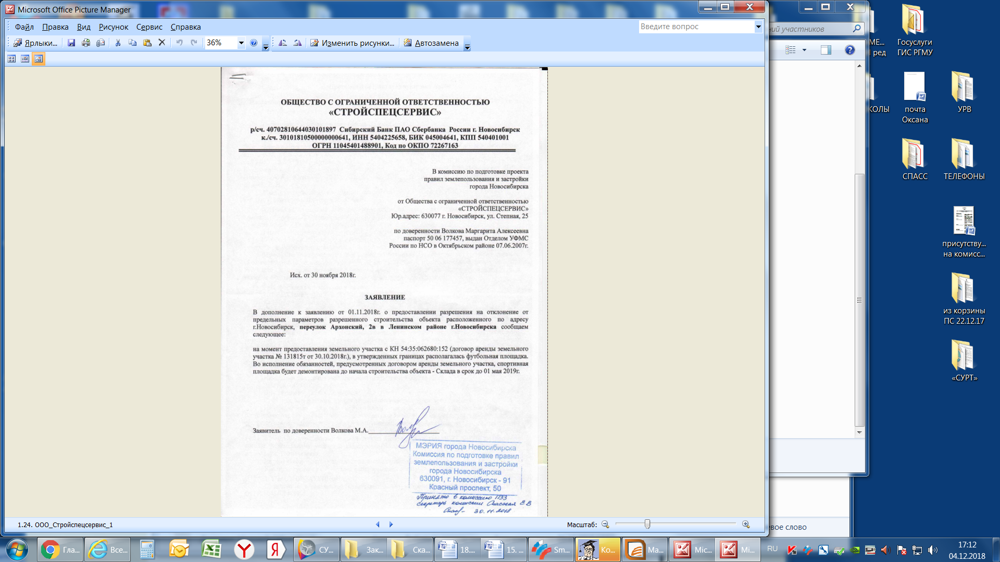 Microsoft Office Picture Manager
Файл Правка Вид Рисунок Сервис Справка
Введите вопрос
Ярлыки... 36% Изменить рисунки... Автозамена
ОБЩЕСТВО С ОГРАНИЧЕННОЙ ОТВЕТСТВЕННОСТЬЮ
«СТРОЙСПЕЦСЕРВИС»
р/сч. 40702810644030101897 Сибирский Банк ПАО Сбербанка России г. Новосибирск
к./сч. 30101810500000000641, ИНН 5404225658, БИК 045004641, КПП 540401001
ОГРН 11045401488901, Код по ОКПО 72267163
В комиссию по подготовке проекта
правил землепользования и застройки
города Новосибирска
от Общества с ограниченной ответственностью
«СТРОЙСПЕЦСЕРВИС»
Юр.адрес: 630077 г. Новосибирск, ул. Степная, 25
по доверенности Волкова Маргарита Алексеевна
паспорт 50 06 177457, выдан Отделом УФМС
России по НСО в Октябрьском районе 07.06.2007г.
Исх. от 30 ноября 2018г.
ЗАЯВЛЕНИЕ
В дополнение к заявлению от 01.11.2018г. о предоставлении разрешения на отклонение от
предельных параметров разрешенного строительства объекта расположенного по адресу
г.Новосибирск, переулок Архонский, 2в в Ленинском районе г.Новосибирска сообщаем
следующее:
на момент предоставления земельного участка с КН 54:35:062680:152 (договор аренды земельного
участка № 131815т от 30.10.2018г.), в утвержденных границах располагалась футбольная площадка.
Во исполнение обязанностей, предусмотренных договором аренды земельного участка, спортивная
площадка будет демонтирована до начала строительства объекта - Склада в срок до 01 мая 2019г.
Заявитель по доверенности Волкова М.А.
МЭРИЯ города Новосибирска
Комиссия по подготовке правил
землепользования и застройки
города Новосибирска
630091, г. Новосибирск - 91
Красный проспект, 50
Принято в комиссию ПЗЗ
секретарь комиссии Спасская Е.В
30.11.2018
1.24. ООО_Стройспецсервис_1
Масштаб:
ний участников
МЕ...
ред
КОЛЫ
евое слово
Госуслуги
ГИС РГМУ
почта
Оксана
УРВ
СПАСС
ТЕЛЕФОНЫ
присутству...
на комисс...
из корзины
ПС 22.12.17
«СУРТ»
Гла... Все... СУ... Зак... Ска... 18.... 15. ... Sm... Ко... Ма... Mic... Mi... RU
17:12
04.12.2018